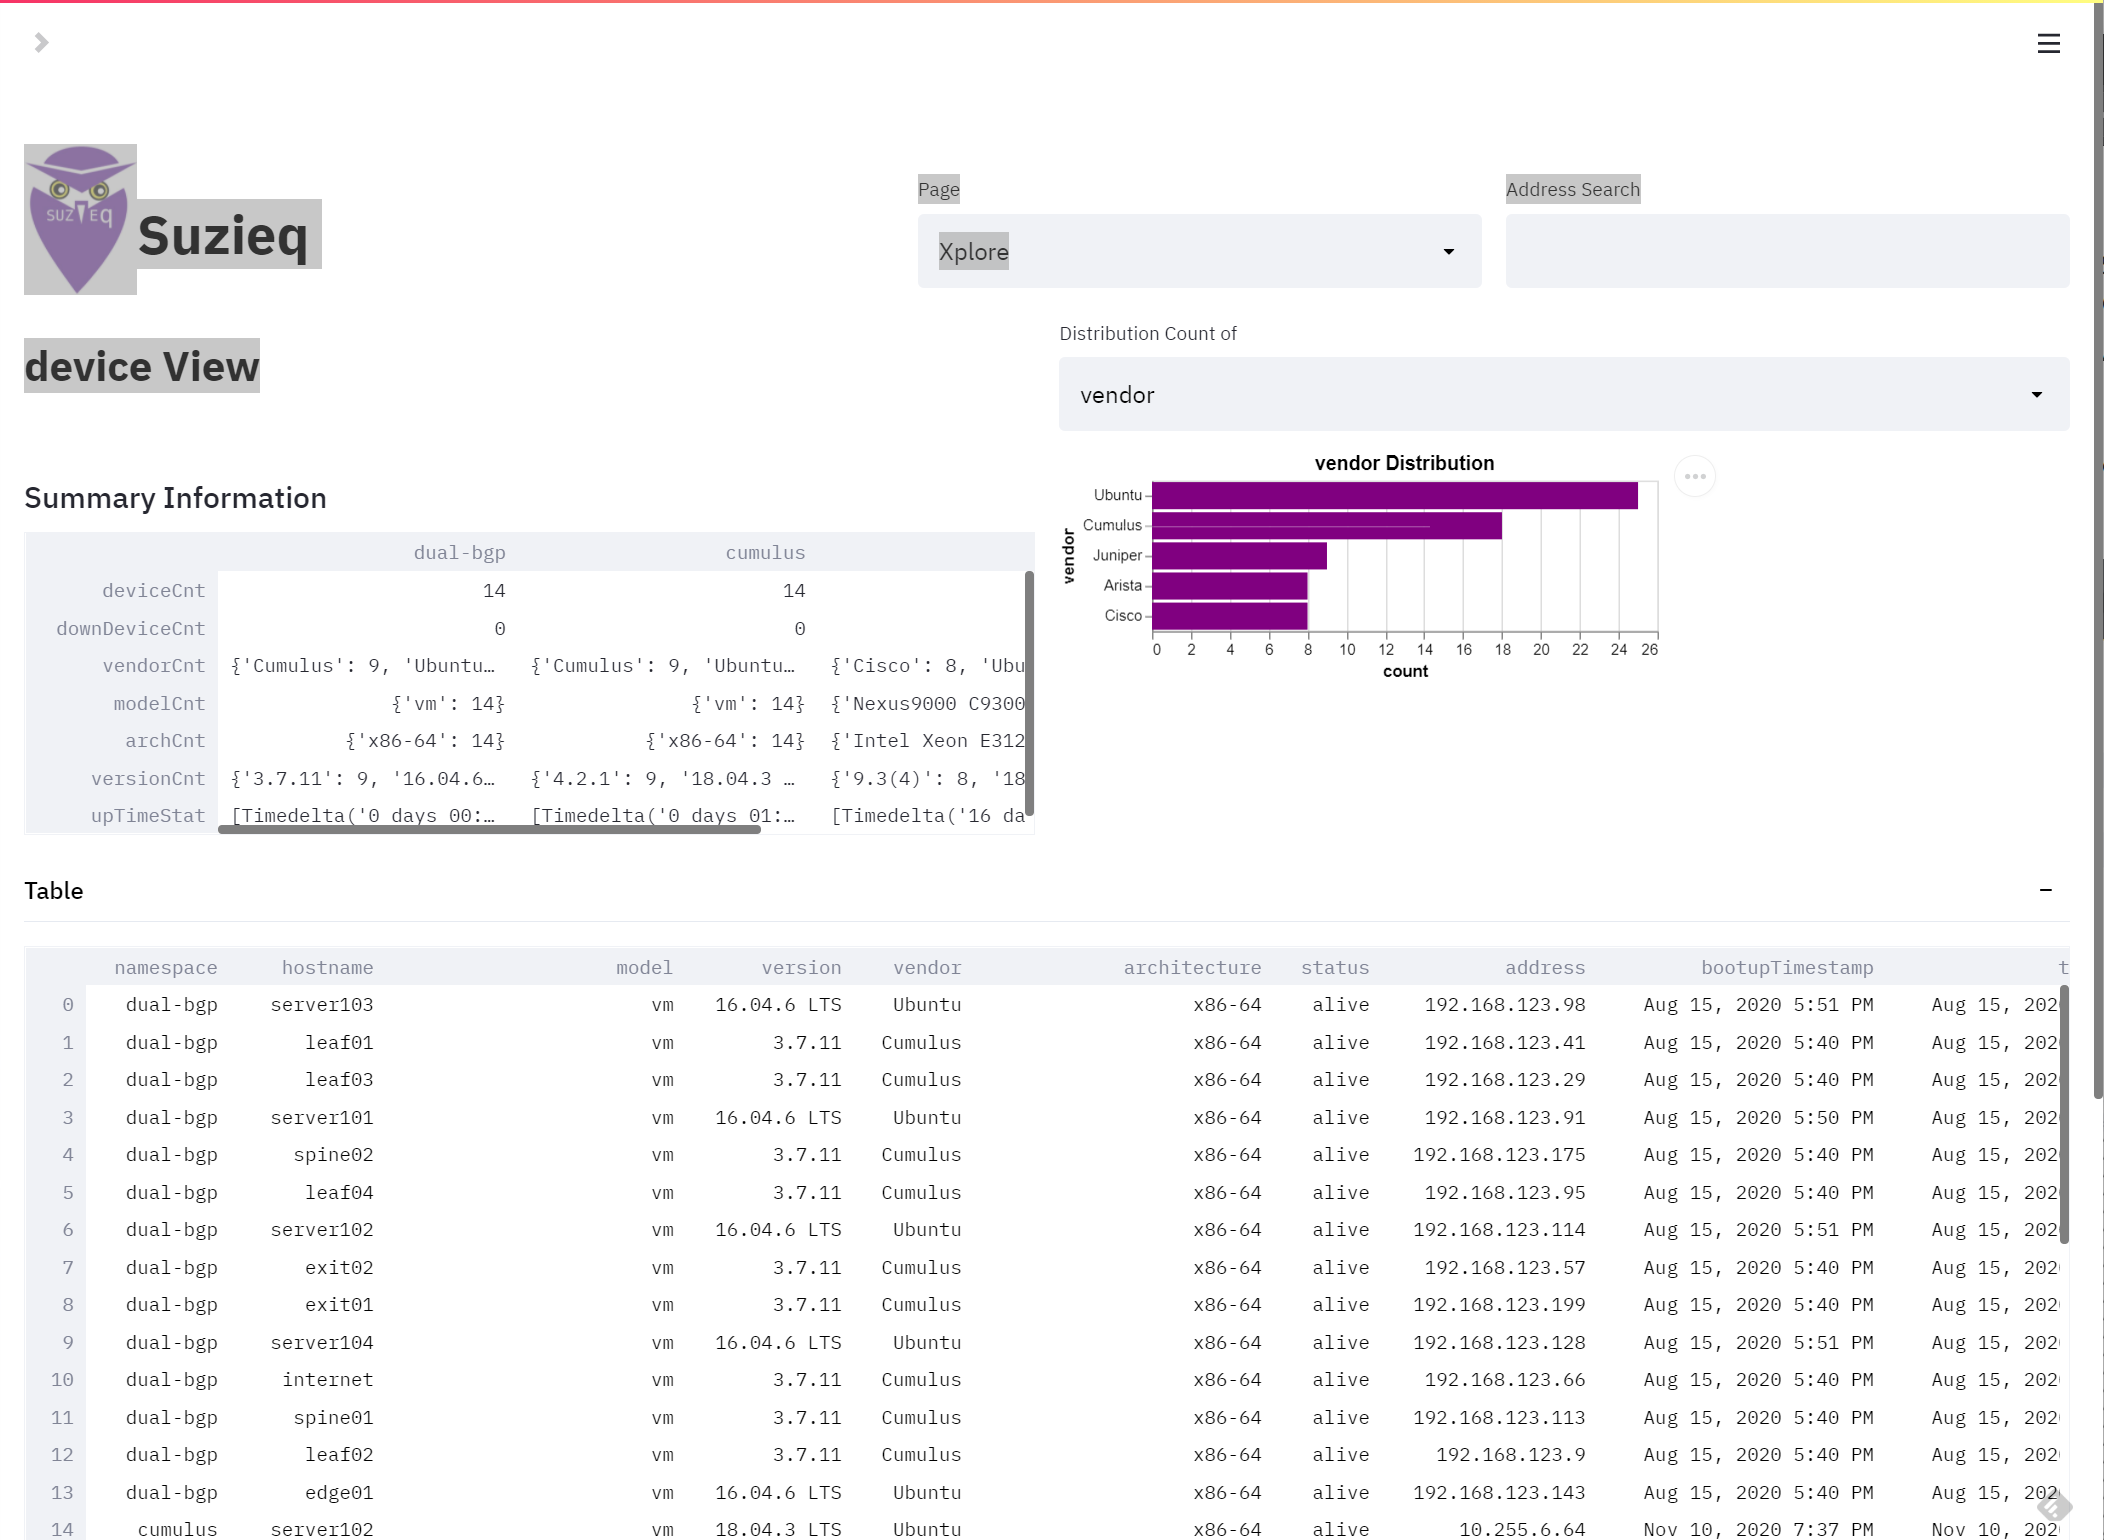 SUZIEq
Suzieq
Page
Xplore
Address Search
device View
Distribution Count of
vendor
Summary Information
dual-bgp cumulus
deviceCnt 14 14
downDeviceCnt 0 0
vendorCnt {'Cumulus': 9, 'Ubuntu… {'Cumulus': 9, 'Ubuntu… {'Cisco': 8, 'Ubu
modelCnt {'vm': 14} {'vm': 14} {'Nexus9000 C9300
archCnt {'x86-64': 14} {'x86-64': 14} {'Intel Xeon E312
versionCnt {'3.7.11': 9, '16.04.6… {'4.2.1': 9, '18.04.3 … {'9.3(4)': 8, '18
upTimeStat [Timedelta('0 days 00:… [Timedelta('0 days 01:… [Timedelta('16 da
vendor Distribution
vendor
Ubuntu
Cumulus
Juniper
Arista
Cisco
0 2 4 6 8 10 12 14 16 18 20 22 24 26
count
Table
namespace hostname model version vendor architecture status address bootupTimestamp t
0 dual-bgp server103 vm 16.04.6 LTS Ubuntu x86-64 alive 192.168.123.98 Aug 15, 2020 5:51 PM Aug 15, 202
1 dual-bgp leaf01 vm 3.7.11 Cumulus x86-64 alive 192.168.123.41 Aug 15, 2020 5:40 PM Aug 15, 202
2 dual-bgp leaf03 vm 3.7.11 Cumulus x86-64 alive 192.168.123.29 Aug 15, 2020 5:40 PM Aug 15, 202
3 dual-bgp server101 vm 16.04.6 LTS Ubuntu x86-64 alive 192.168.123.91 Aug 15, 2020 5:50 PM Aug 15, 202
4 dual-bgp spine02 vm 3.7.11 Cumulus x86-64 alive 192.168.123.175 Aug 15, 2020 5:40 PM Aug 15, 202
5 dual-bgp leaf04 vm 3.7.11 Cumulus x86-64 alive 192.168.123.95 Aug 15, 2020 5:40 PM Aug 15, 202
6 dual-bgp server102 vm 16.04.6 LTS Ubuntu x86-64 alive 192.168.123.114 Aug 15, 2020 5:51 PM Aug 15, 202
7 dual-bgp exit02 vm 3.7.11 Cumulus x86-64 alive 192.168.123.57 Aug 15, 2020 5:40 PM Aug 15, 202
8 dual-bgp exit01 vm 3.7.11 Cumulus x86-64 alive 192.168.123.199 Aug 15, 2020 5:40 PM Aug 15, 202
9 dual-bgp server104 vm 16.04.6 LTS Ubuntu x86-64 alive 192.168.123.128 Aug 15, 2020 5:51 PM Aug 15, 202
10 dual-bgp internet vm 3.7.11 Cumulus x86-64 alive 192.168.123.66 Aug 15, 2020 5:40 PM Aug 15, 202
11 dual-bgp spine01 vm 3.7.11 Cumulus x86-64 alive 192.168.123.113 Aug 15, 2020 5:40 PM Aug 15, 202
12 dual-bgp leaf02 vm 3.7.11 Cumulus x86-64 alive 192.168.123.9 Aug 15, 2020 5:40 PM Aug 15, 202
13 dual-bgp edge01 vm 16.04.6 LTS Ubuntu x86-64 alive 192.168.123.143 Aug 15, 2020 5:40 PM Aug 15, 202
14 cumulus server102 vm 18.04.3 LTS Ubuntu x86-64 alive 10.255.6.64 Nov 10, 2020 7:37 PM Nov 10, 202